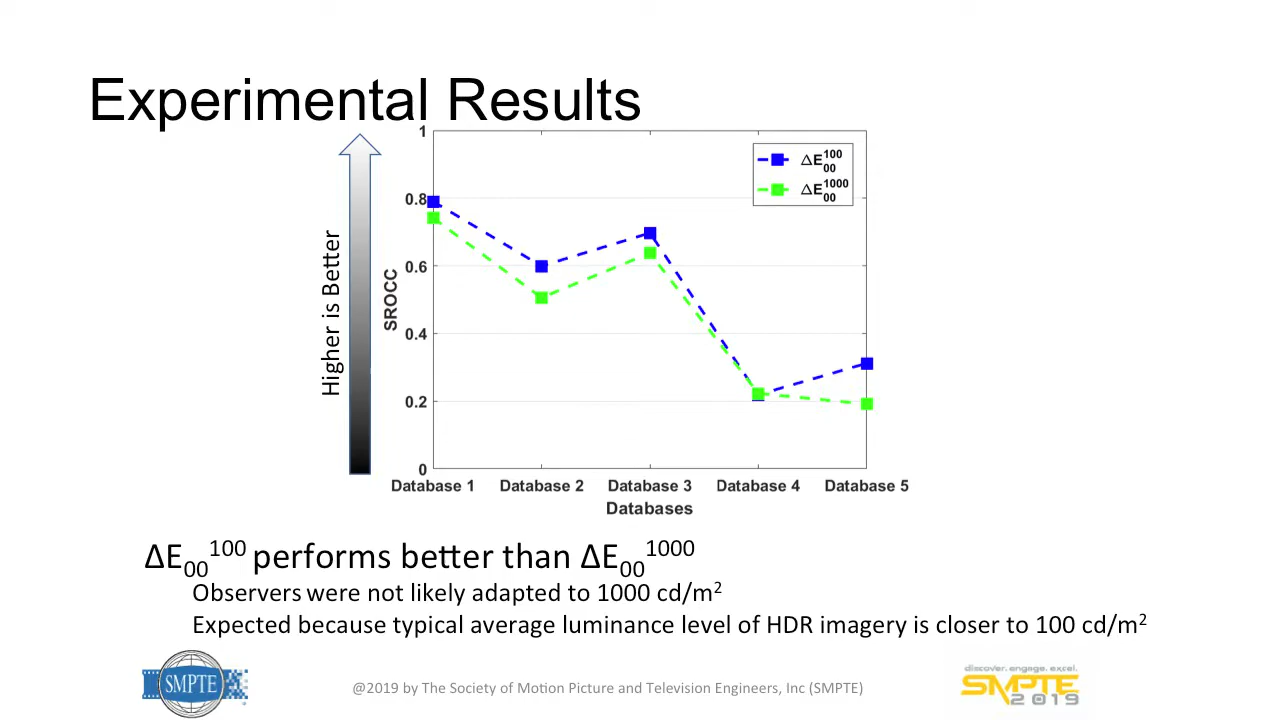 Experimental Results
Higher is Better
1
0.8
0.6
0.4
0.2
0
SROCC
ΔE₀₀¹⁰⁰
ΔE₀₀¹⁰⁰⁰
Database 1 Database 2 Database 3 Database 4 Database 5
Databases
ΔE₀₀¹⁰⁰ performs better than ΔE₀₀¹⁰⁰⁰
Observers were not likely adapted to 1000 cd/m²
Expected because typical average luminance level of HDR imagery is closer to 100 cd/m²
SMPTE
@2019 by The Society of Motion Picture and Television Engineers, Inc (SMPTE)
discover. engage. excel.
SMPTE
2019